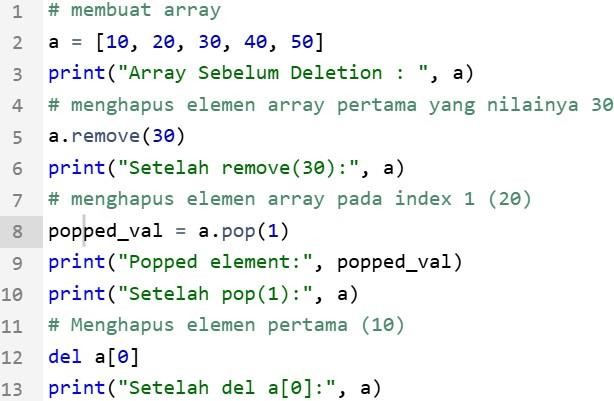 1 # membuat array
2 a = [10, 20, 30, 40, 50]
3 print("Array Sebelum Deletion : ", a)
4 # menghapus elemen array pertama yang nilainya 30
5 a.remove(30)
6 print("Setelah remove(30):", a)
7 # menghapus elemen array pada index 1 (20)
8 popped_val = a.pop(1)
9 print("Popped element:", popped_val)
10 print("Setelah pop(1):", a)
11 # Menghapus elemen pertama (10)
12 del a[0]
13 print("Setelah del a[0]:", a)